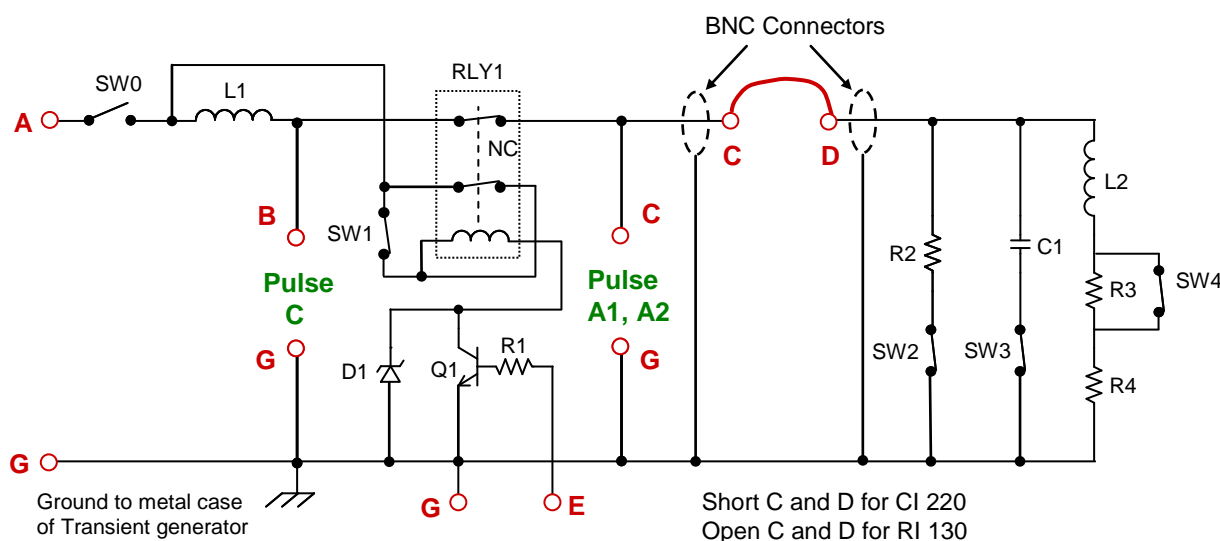 BNC Connectors
SW0
L1
RLY1
A
NC
C
D
L2
B
SW1
C
R2
C1
R3
SW4
Pulse
C
Pulse
A1, A2
G
D1
Q1
R1
G
SW2
SW3
R4
G
Ground to metal case
of Transient generator
G
E
Short C and D for CI 220
Open C and D for RI 130